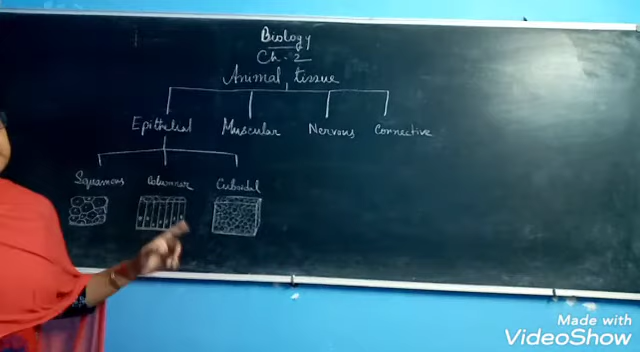 Biology
Ch-2
Animal tissue
Epithelial Muscular Nervous Connective
Squamous Columnar Cuboidal
Made with
VideoShow